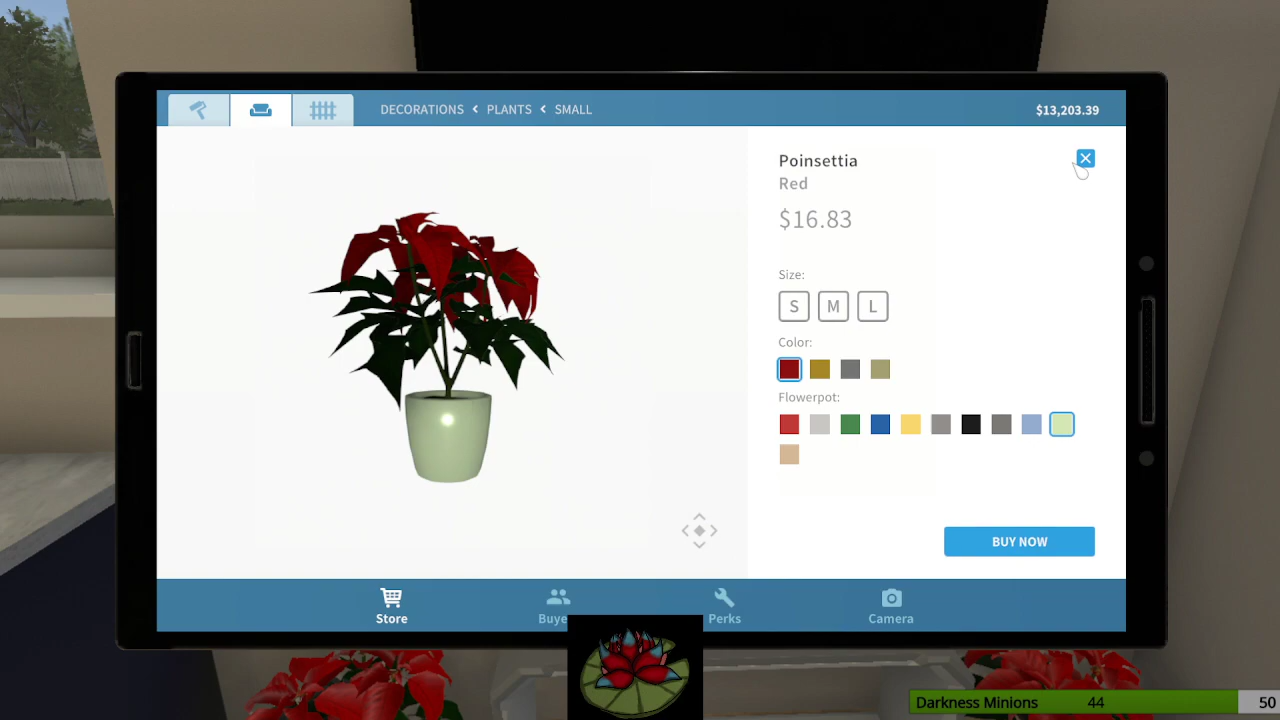 DECORATIONS < PLANTS < SMALL
$13,203.39
Poinsettia
Red
$16.83
Size:
S M L
Color:
Flowerpot:
BUY NOW
Store
Buye
Perks
Camera
Darkness Minions 44 50